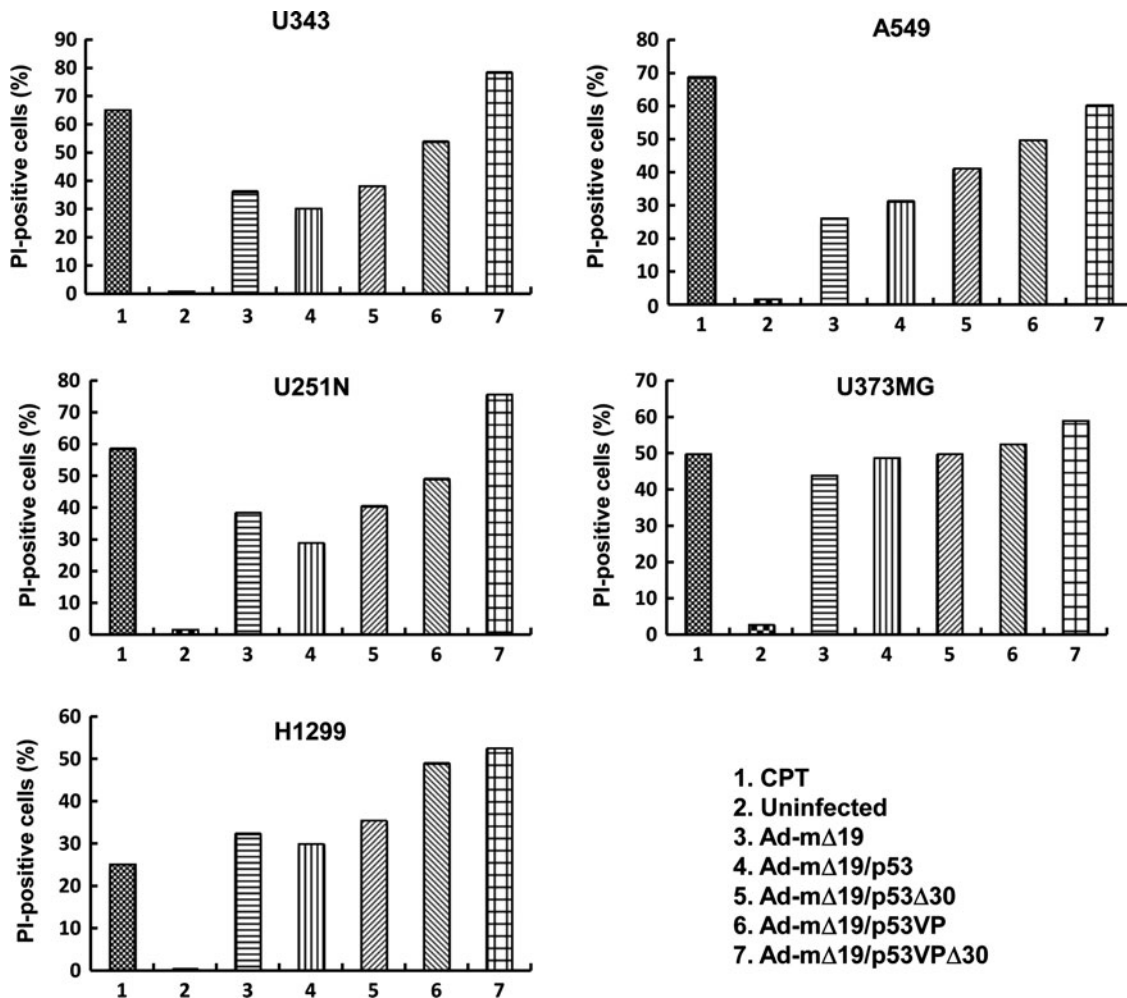 U343
PI-positive cells (%)
90
80
70
60
50
40
30
20
10
0
1 2 3 4 5 6 7
A549
PI-positive cells (%)
80
70
60
50
40
30
20
10
0
1 2 3 4 5 6 7
U251N
PI-positive cells (%)
80
70
60
50
40
30
20
10
0
1 2 3 4 5 6 7
U373MG
PI-positive cells (%)
70
60
50
40
30
20
10
0
1 2 3 4 5 6 7
H1299
PI-positive cells (%)
60
50
40
30
20
10
0
1 2 3 4 5 6 7
1. CPT
2. Uninfected
3. Ad-mΔ19
4. Ad-mΔ19/p53
5. Ad-mΔ19/p53Δ30
6. Ad-mΔ19/p53VP
7. Ad-mΔ19/p53VPΔ30